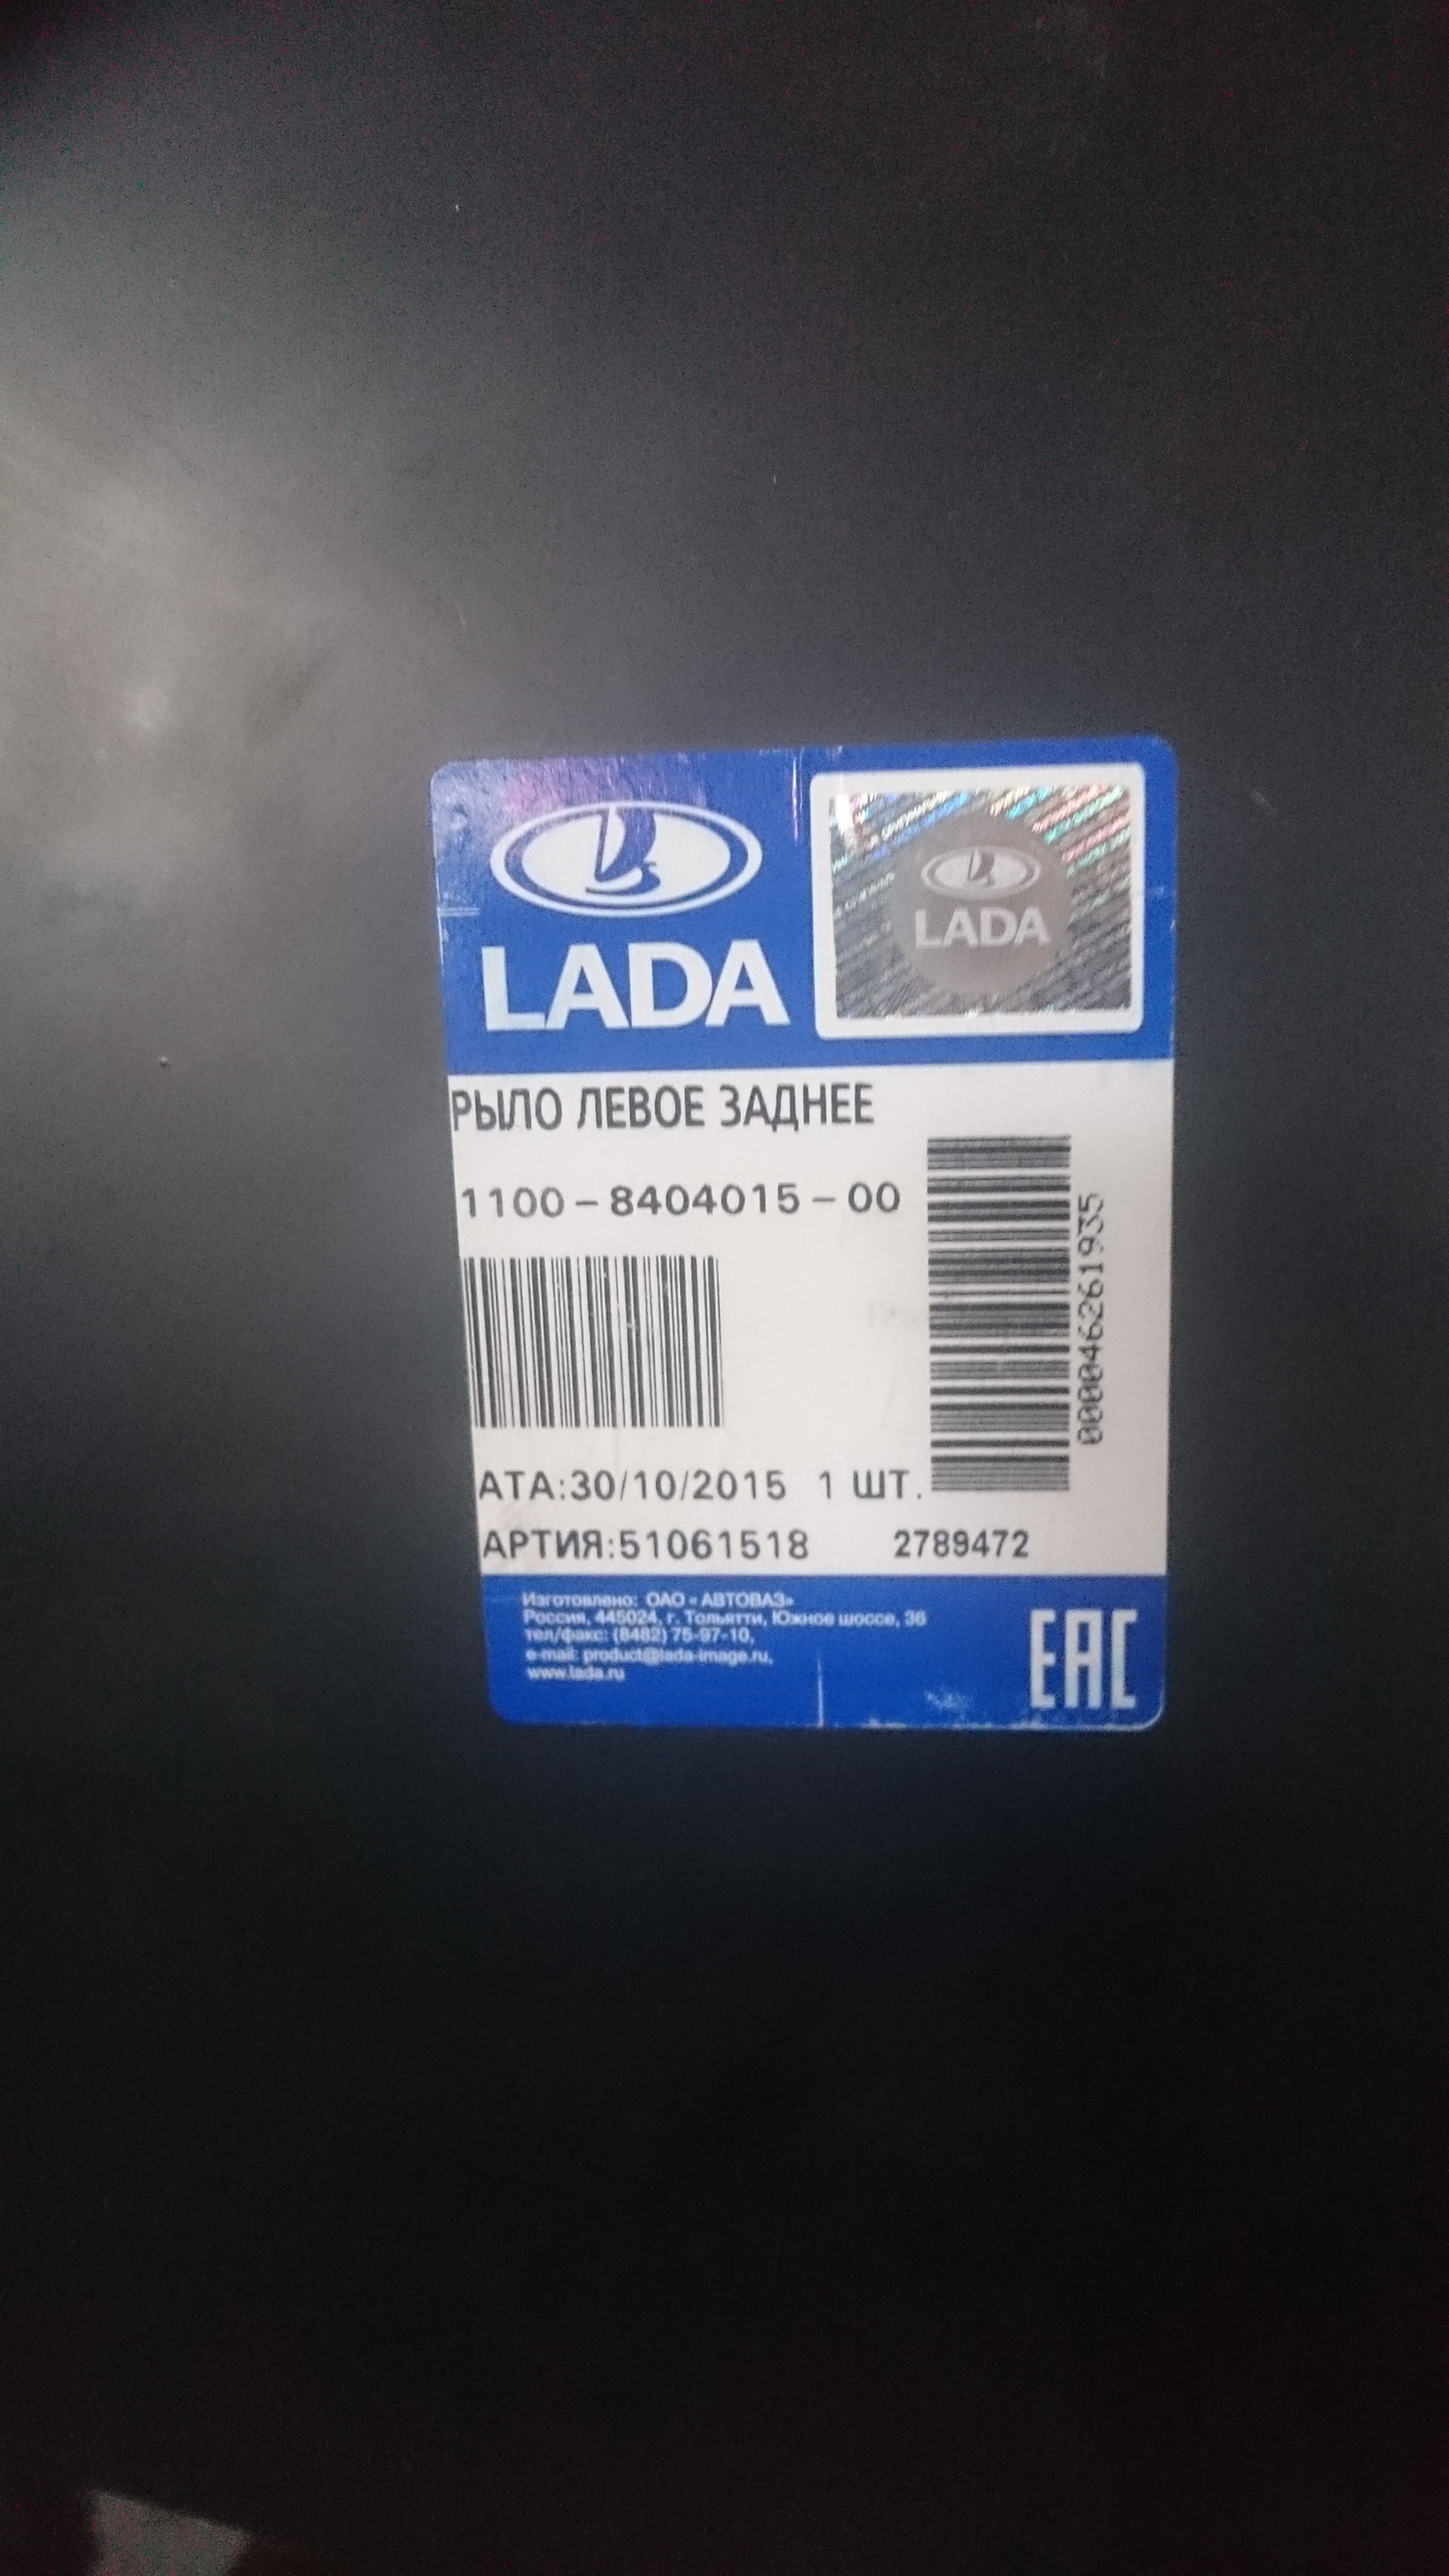 LADA
LADA
РЫЛО ЛЕВОЕ ЗАДНЕЕ
1100-8404015-00
000046261935
АТА:30/10/2015 1 ШТ.
АРТИЯ:51061518 2789472
Изготовлено: ОАО «АВТОВАЗ»
Россия, 445024, г. Тольятти, Южное шоссе, 36
тел/факс: (8482) 75-97-10,
e-mail: product@lada-image.ru,
www.lada.ru
EAC